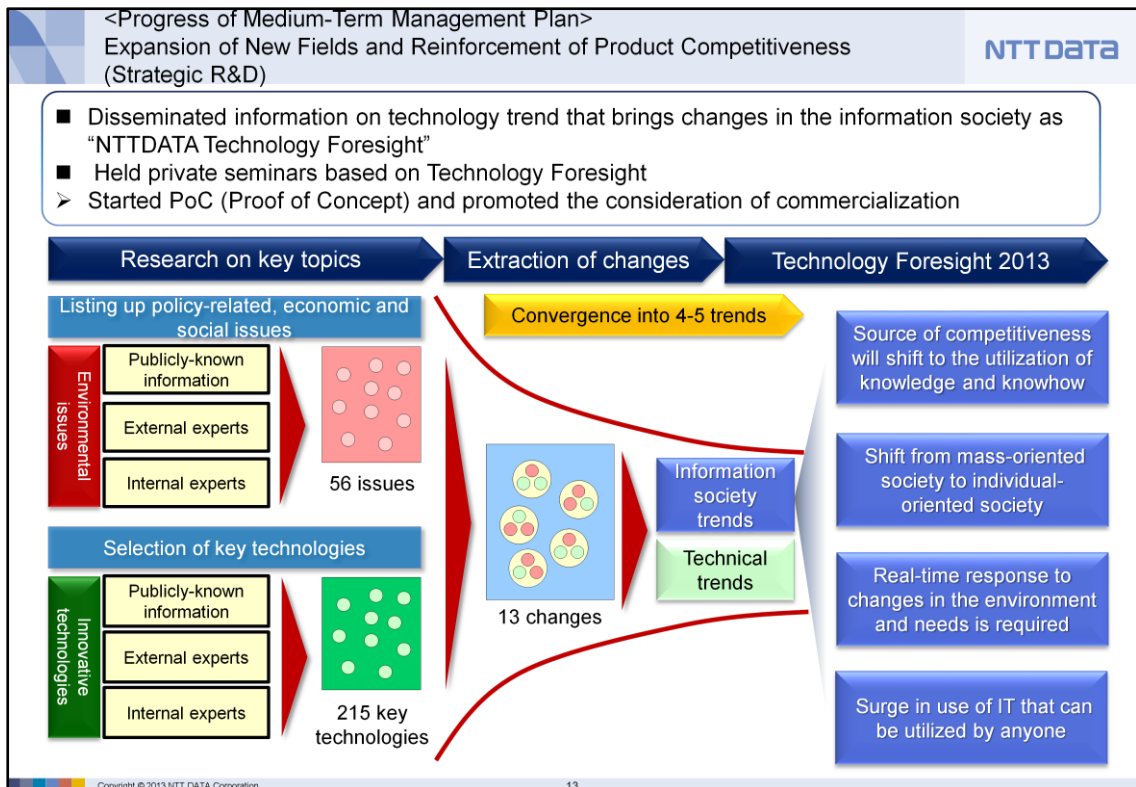 <Progress of Medium-Term Management Plan>
Expansion of New Fields and Reinforcement of Product Competitiveness
(Strategic R&D)
NTT DATA
■ Disseminated information on technology trend that brings changes in the information society as
“NTTDATA Technology Foresight”
■ Held private seminars based on Technology Foresight
➢ Started PoC (Proof of Concept) and promoted the consideration of commercialization
Research on key topics
Extraction of changes
Technology Foresight 2013
Listing up policy-related, economic and
social issues
Environmental
issues
Publicly-known
information
External experts
Internal experts
56 issues
Selection of key technologies
Innovative
technologies
Publicly-known
information
External experts
Internal experts
215 key
technologies
Convergence into 4-5 trends
13 changes
Information
society
trends
Technical
trends
Source of competitiveness
will shift to the utilization of
knowledge and knowhow
Shift from mass-oriented
society to individual-
oriented society
Real-time response to
changes in the environment
and needs is required
Surge in use of IT that can
be utilized by anyone
Copyright © 2013 NTT DATA Corporation
13